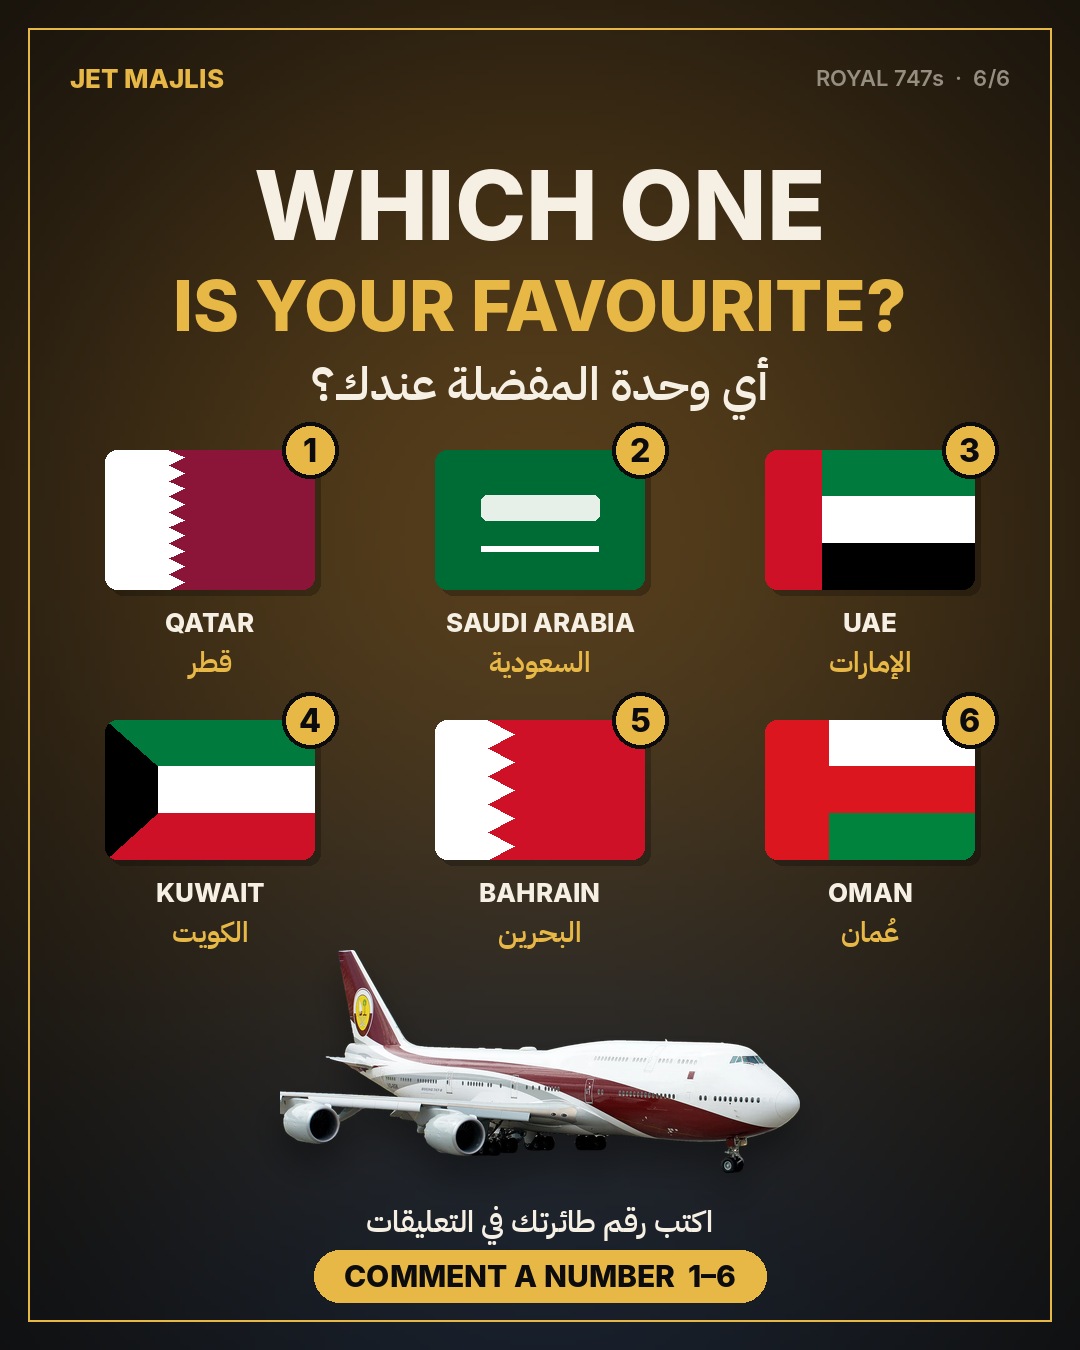 JET MAJLIS
ROYAL 747s · 6/6
WHICH ONE
IS YOUR FAVOURITE?
أي وحدة المفضلة عندك؟
1
2
3
QATAR
SAUDI ARABIA
UAE
قطر
السعودية
الإمارات
4
5
6
KUWAIT
BAHRAIN
OMAN
الكويت
البحرين
عُمان
اكتب رقم طائرتك في التعليقات
COMMENT A NUMBER 1–6